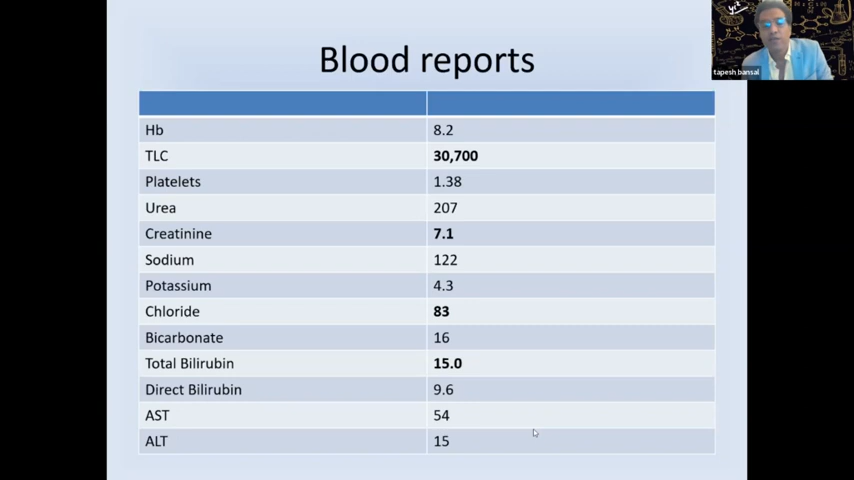 Blood reports
tapesh bansal
Hb 8.2
TLC 30,700
Platelets 1.38
Urea 207
Creatinine 7.1
Sodium 122
Potassium 4.3
Chloride 83
Bicarbonate 16
Total Bilirubin 15.0
Direct Bilirubin 9.6
AST 54
ALT 15